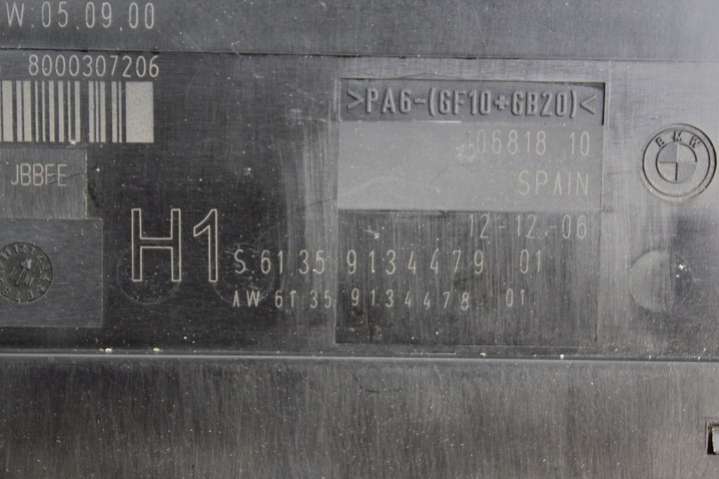 W:05.09.00
8000307206
>PA6-(GF10+GB20)<
06818 10
JBBFE
SPAIN
BMW
12-12-06
H1
S 61 35 9134479 01
AW 61 35 9134478 01